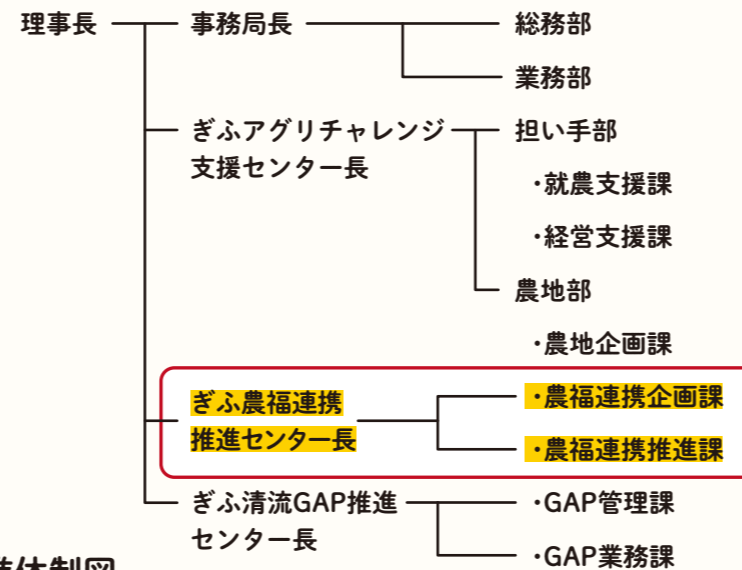 理事長
事務局長
総務部
業務部
ぎふアグリチャレンジ
支援センター長
担い手部
・就農支援課
・経営支援課
農地部
・農地企画課
ぎふ農福連携
推進センター長
・農福連携企画課
・農福連携推進課
ぎふ清流GAP推進
センター長
・GAP管理課
・GAP業務課
体制図